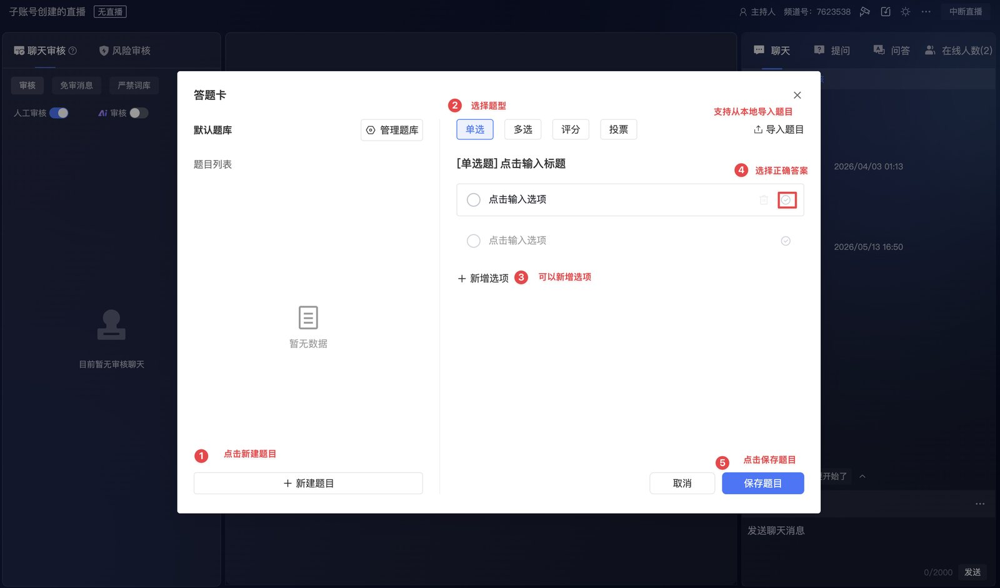 子账号创建的直播 无直播
主持人 频道号：7623538 中断直播
聊天审核 风险审核
审核 免审消息 严禁词库
人工审核 Ai 审核
目前暂无审核聊天
答题卡
默认题库 管理题库
题目列表
暂无数据
1 点击新建题目
+ 新建题目
2 选择题型
支持从本地导入题目
单选 多选 评分 投票 导入题目
[单选题] 点击输入标题
4 选择正确答案
点击输入选项
点击输入选项
+ 新增选项 3 可以新增选项
5 点击保存题目
取消 保存题目
聊天 提问 问答 在线人数(2)
2026/04/03 01:13
2026/05/13 16:50
开始了
发送聊天消息
0/2000 发送